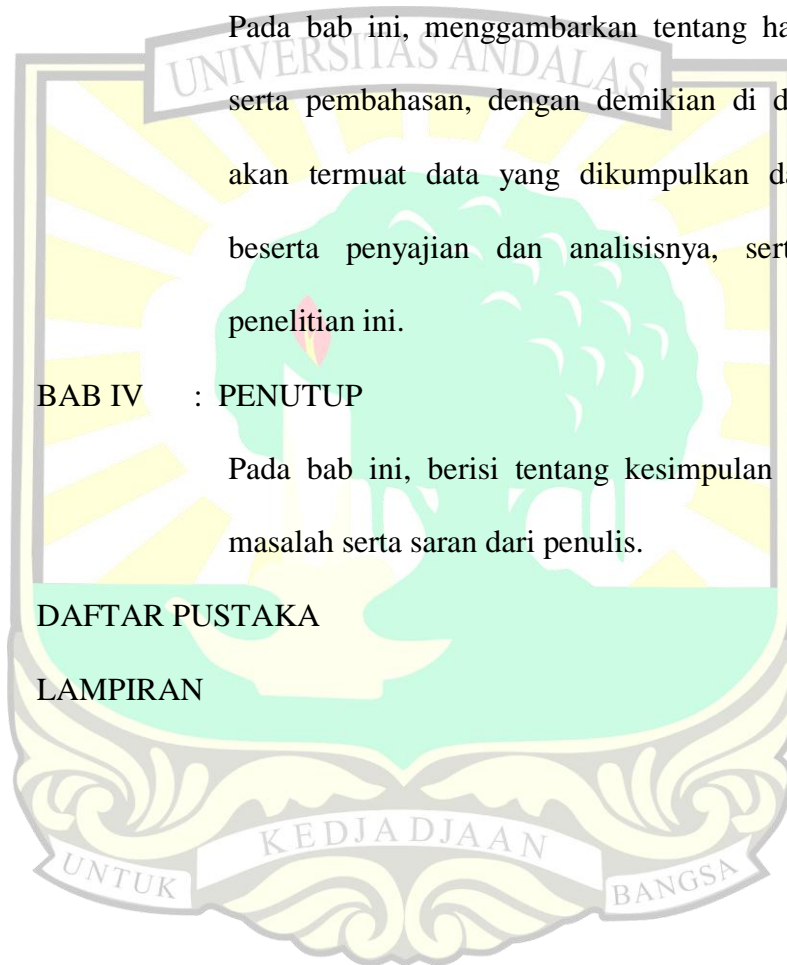 Pada bab ini, menggambarkan tentang ha
UNIVERSITAS ANDALAS
serta pembahasan, dengan demikian di d
akan termuat data yang dikumpulkan da
beserta penyajian dan analisisnya, sert
penelitian ini.
BAB IV : PENUTUP
Pada bab ini, berisi tentang kesimpulan
masalah serta saran dari penulis.
DAFTAR PUSTAKA
LAMPIRAN
UNTUK KEDJADJAAN BANGSA